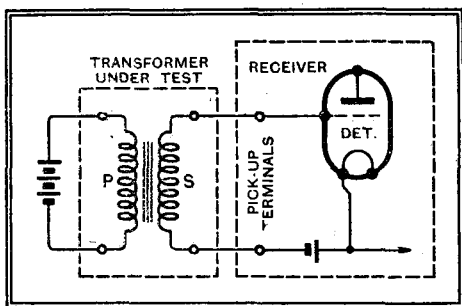 TRANSFORMER
UNDER TEST
RECEIVER
P
S
PICK-UP
TERMINALS
DET.